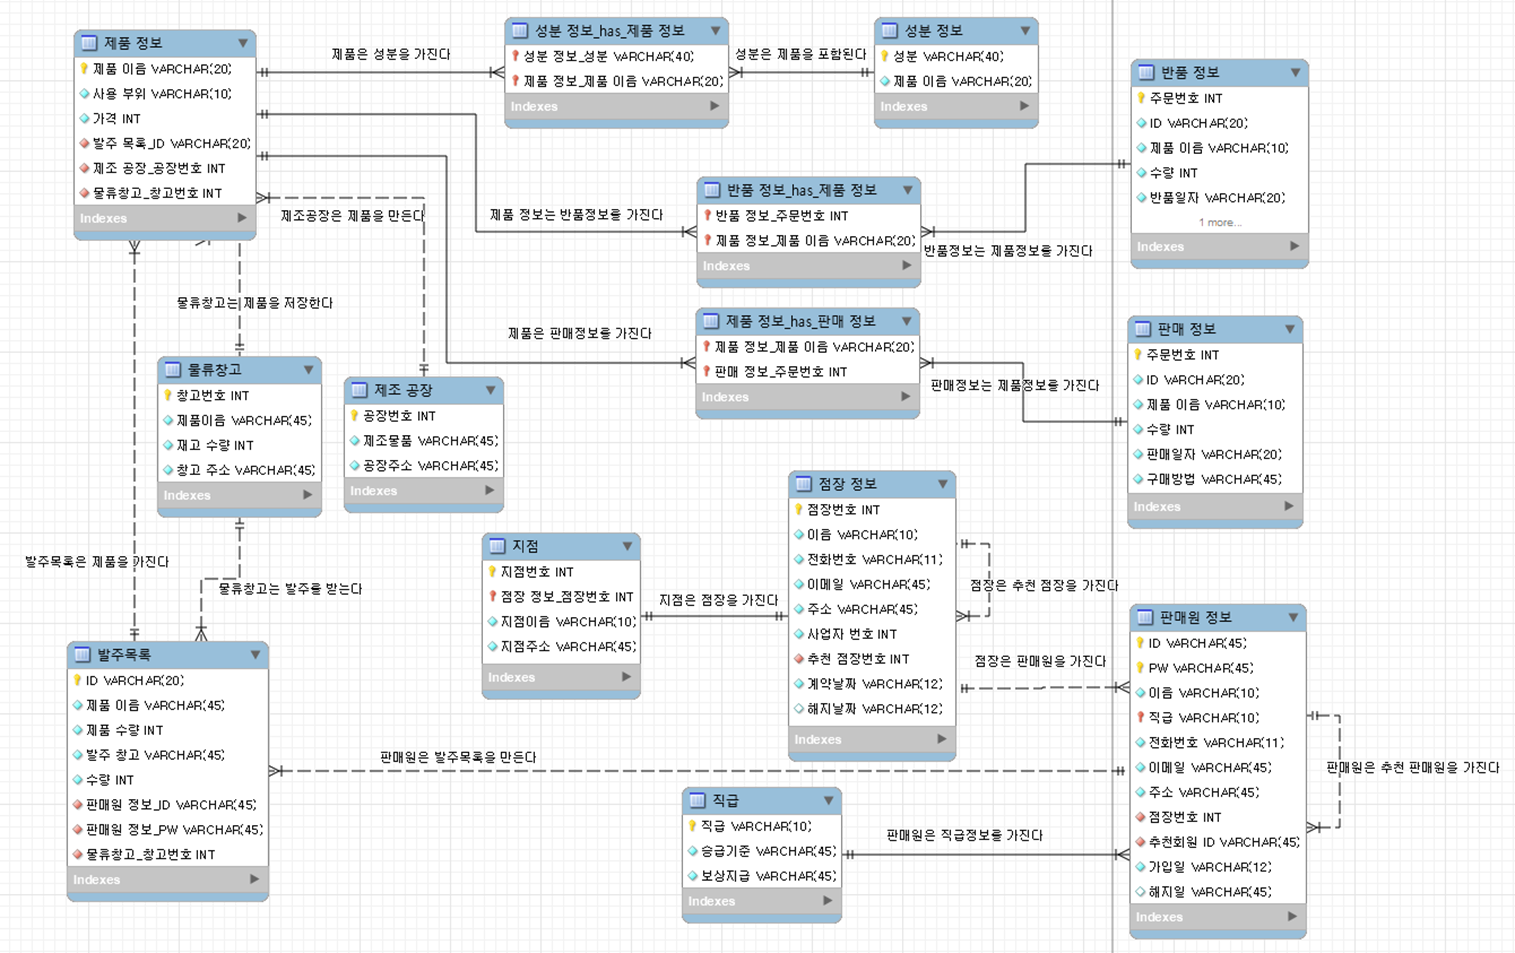 제품 정보
제품 이름 VARCHAR(20)
사용 부위 VARCHAR(10)
가격 INT
발주 목록_ID VARCHAR(20)
제조 공장_공장번호 INT
물류창고_창고번호 INT
Indexes
제품은 성분을 가진다
성분 정보_has_제품 정보
성분 정보_성분 VARCHAR(40)
제품 정보_제품 이름 VARCHAR(20)
Indexes
성분은 제품을 포함된다
성분 정보
성분 VARCHAR(40)
제품 이름 VARCHAR(20)
Indexes
반품 정보
주문번호 INT
ID VARCHAR(20)
제품 이름 VARCHAR(10)
수량 INT
반품일자 VARCHAR(20)
1 more...
Indexes
제조공장은 제품을 만든다
제품 정보는 반품정보를 가진다
반품 정보_has_제품 정보
반품 정보_주문번호 INT
제품 정보_제품 이름 VARCHAR(20)
Indexes
반품정보는 제품정보를 가진다
물류창고는 제품을 저장한다
제품은 판매정보를 가진다
제품 정보_has_판매 정보
제품 정보_제품 이름 VARCHAR(20)
판매 정보_주문번호 INT
Indexes
판매정보는 제품정보를 가진다
판매 정보
주문번호 INT
ID VARCHAR(20)
제품 이름 VARCHAR(10)
수량 INT
판매일자 VARCHAR(20)
구매방법 VARCHAR(45)
Indexes
물류창고
창고번호 INT
제품이름 VARCHAR(45)
재고 수량 INT
창고 주소 VARCHAR(45)
Indexes
제조 공장
공장번호 INT
제조물품 VARCHAR(45)
공장주소 VARCHAR(45)
Indexes
발주목록은 제품을 가진다
물류창고는 발주를 받는다
지점
지점번호 INT
점장 정보_점장번호 INT
지점이름 VARCHAR(10)
지점주소 VARCHAR(45)
Indexes
지점은 점장을 가진다
점장 정보
점장번호 INT
이름 VARCHAR(10)
전화번호 VARCHAR(11)
이메일 VARCHAR(45)
주소 VARCHAR(45)
사업자 번호 INT
추천 점장번호 INT
계약날짜 VARCHAR(12)
해지날짜 VARCHAR(12)
Indexes
점장은 추천 점장을 가진다
점장은 판매원을 가진다
발주목록
ID VARCHAR(20)
제품 이름 VARCHAR(45)
제품 수량 INT
발주 창고 VARCHAR(45)
수량 INT
판매원 정보_ID VARCHAR(45)
판매원 정보_PW VARCHAR(45)
물류창고_창고번호 INT
Indexes
판매원은 발주목록을 만든다
직급
직급 VARCHAR(10)
승급기준 VARCHAR(45)
보상지급 VARCHAR(45)
Indexes
판매원은 직급정보를 가진다
판매원 정보
ID VARCHAR(45)
PW VARCHAR(45)
이름 VARCHAR(10)
직급 VARCHAR(10)
전화번호 VARCHAR(11)
이메일 VARCHAR(45)
주소 VARCHAR(45)
점장번호 INT
추천회원 ID VARCHAR(45)
가입일 VARCHAR(12)
해지일 VARCHAR(45)
Indexes
판매원은 추천 판매원을 가진다